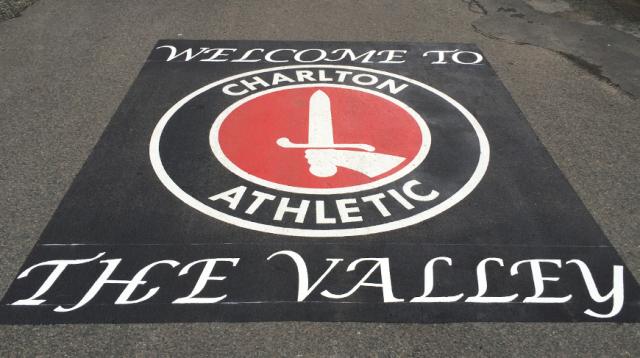 WELCOME TO
CHARLTON
ATHLETIC
THE VALLEY